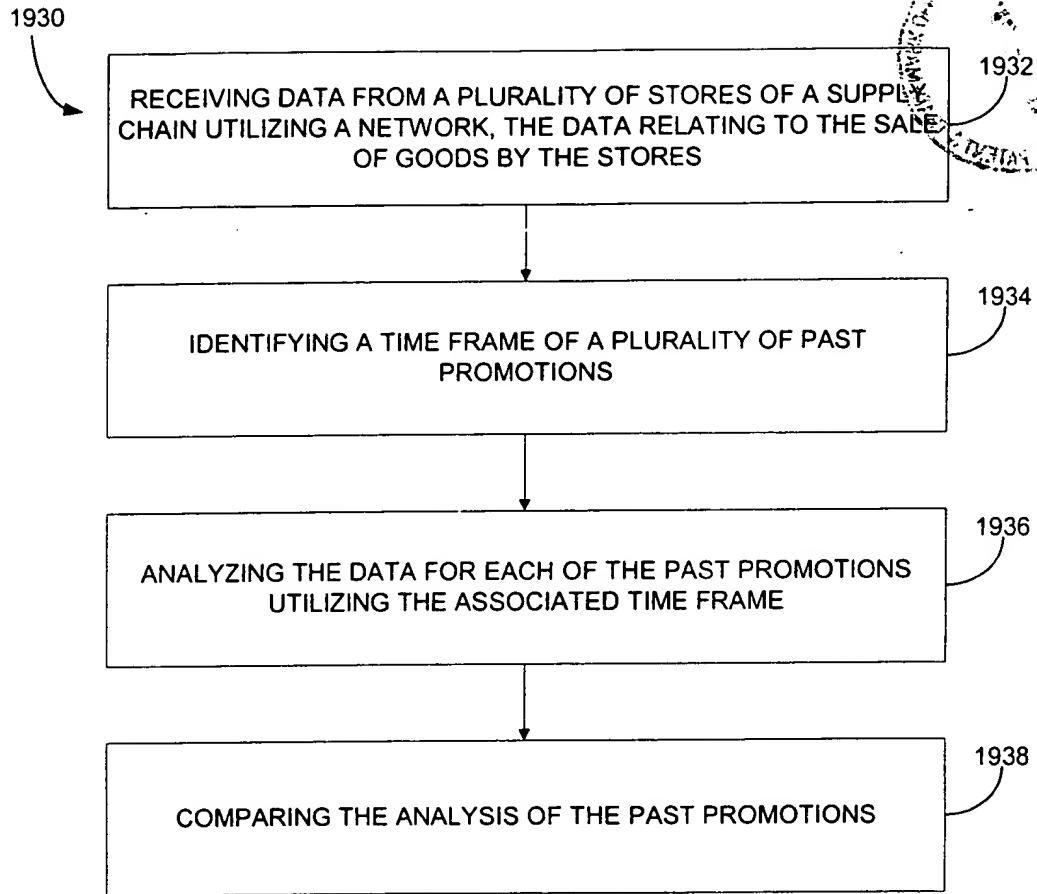 1930
1932
RECEIVING DATA FROM A PLURALITY OF STORES OF A SUPPLY
CHAIN UTILIZING A NETWORK, THE DATA RELATING TO THE SALE
OF GOODS BY THE STORES
1934
IDENTIFYING A TIME FRAME OF A PLURALITY OF PAST
PROMOTIONS
1936
ANALYZING THE DATA FOR EACH OF THE PAST PROMOTIONS
UTILIZING THE ASSOCIATED TIME FRAME
1938
COMPARING THE ANALYSIS OF THE PAST PROMOTIONS